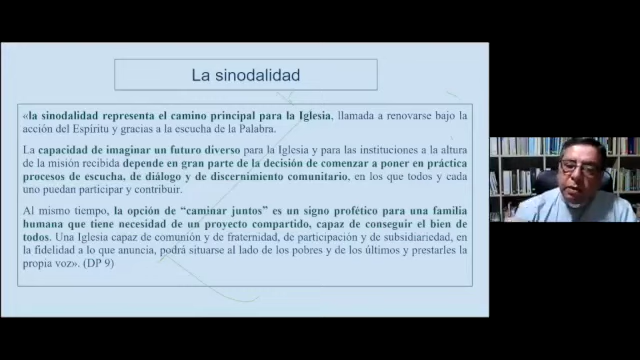 La sinodalidad
«la sinodalidad representa el camino principal para la Iglesia, llamada a renovarse bajo la
acción del Espíritu y gracias a la escucha de la Palabra.
La capacidad de imaginar un futuro diverso para la Iglesia y para las instituciones a la altura
de la misión recibida depende en gran parte de la decisión de comenzar a poner en práctica
procesos de escucha, de diálogo y de discernimiento comunitario, en los que todos y cada
uno puedan participar y contribuir.
Al mismo tiempo, la opción de “caminar juntos” es un signo profético para una familia
humana que tiene necesidad de un proyecto compartido, capaz de conseguir el bien de
todos. Una Iglesia capaz de comunión y de fraternidad, de participación y de subsidiariedad, en
la fidelidad a lo que anuncia, podrá situarse al lado de los pobres y de los últimos y prestarles la
propia voz». (DP 9)